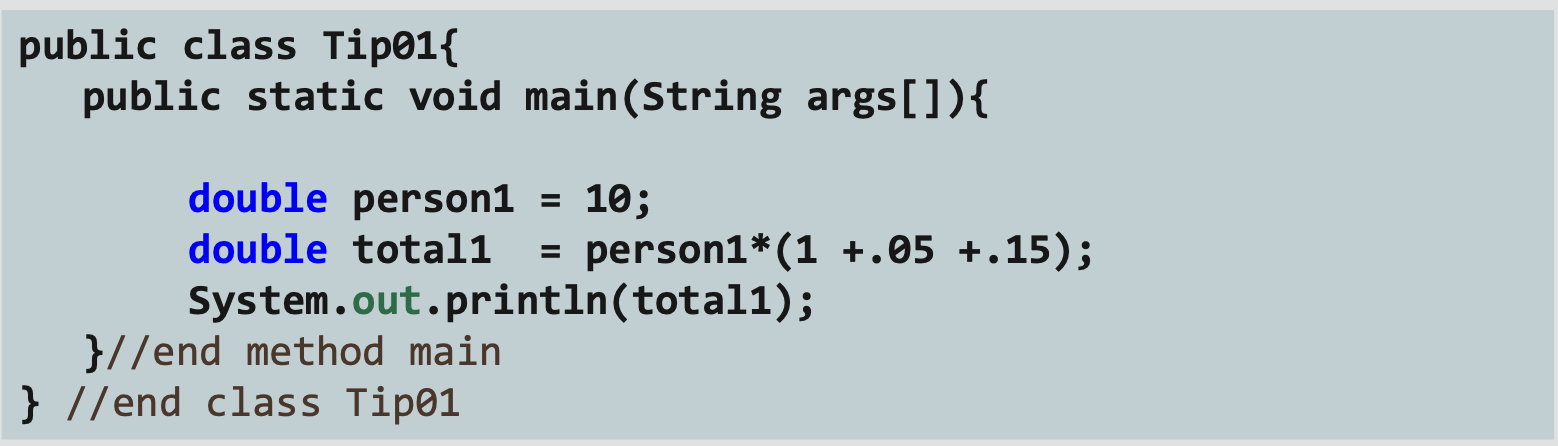 public class Tip01{
public static void main(String args[]){
double person1 = 10;
double total1  = person1*(1 +.05 +.15);
System.out.println(total1);
}//end method main
} //end class Tip01